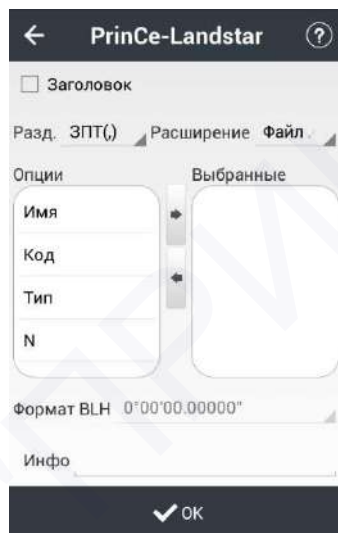 PrinCe-Landstar ?
Заголовок
Разд. ЗПТ(,) Расширение Файл
Опции Выбранные
Имя
Код
Тип
N
Формат BLH 0°00'00.00000"
Инфо
OK